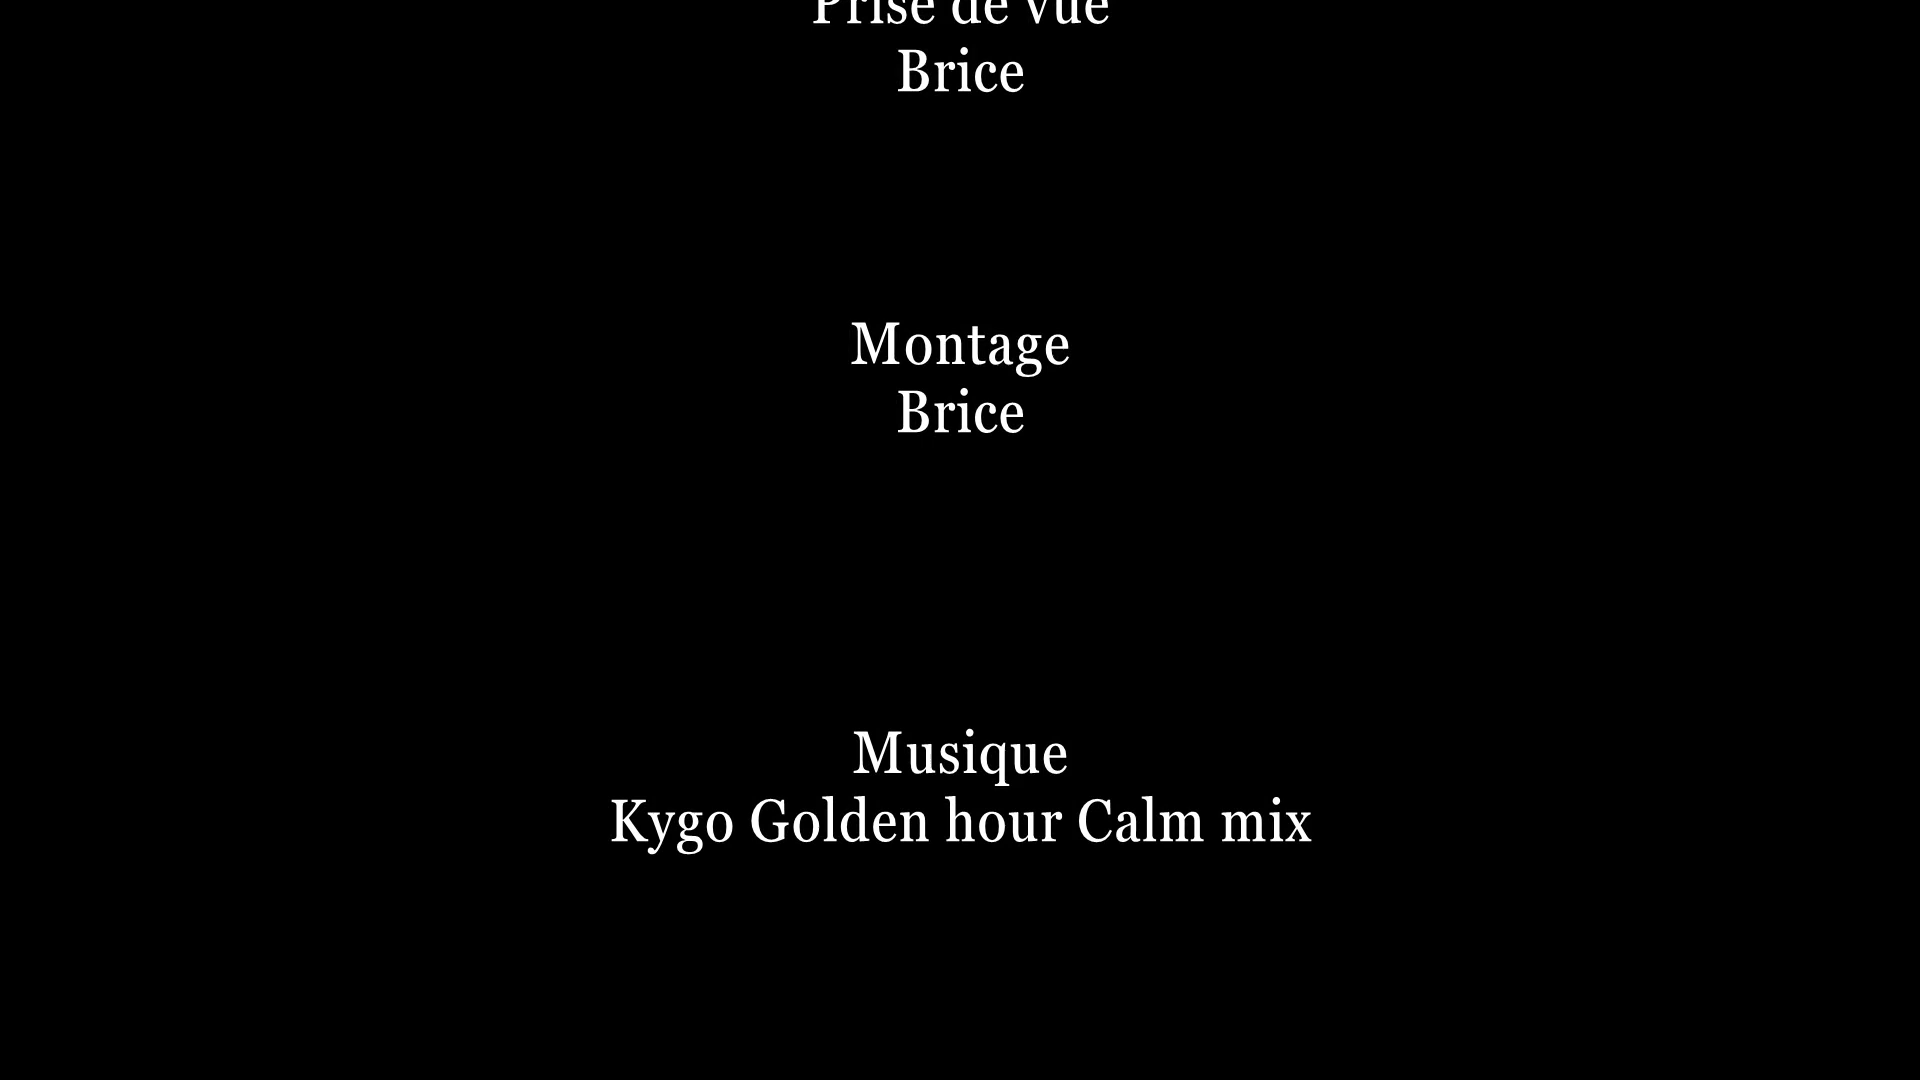 Prise de vue
Brice
Montage
Brice
Musique
Kygo Golden hour Calm mix